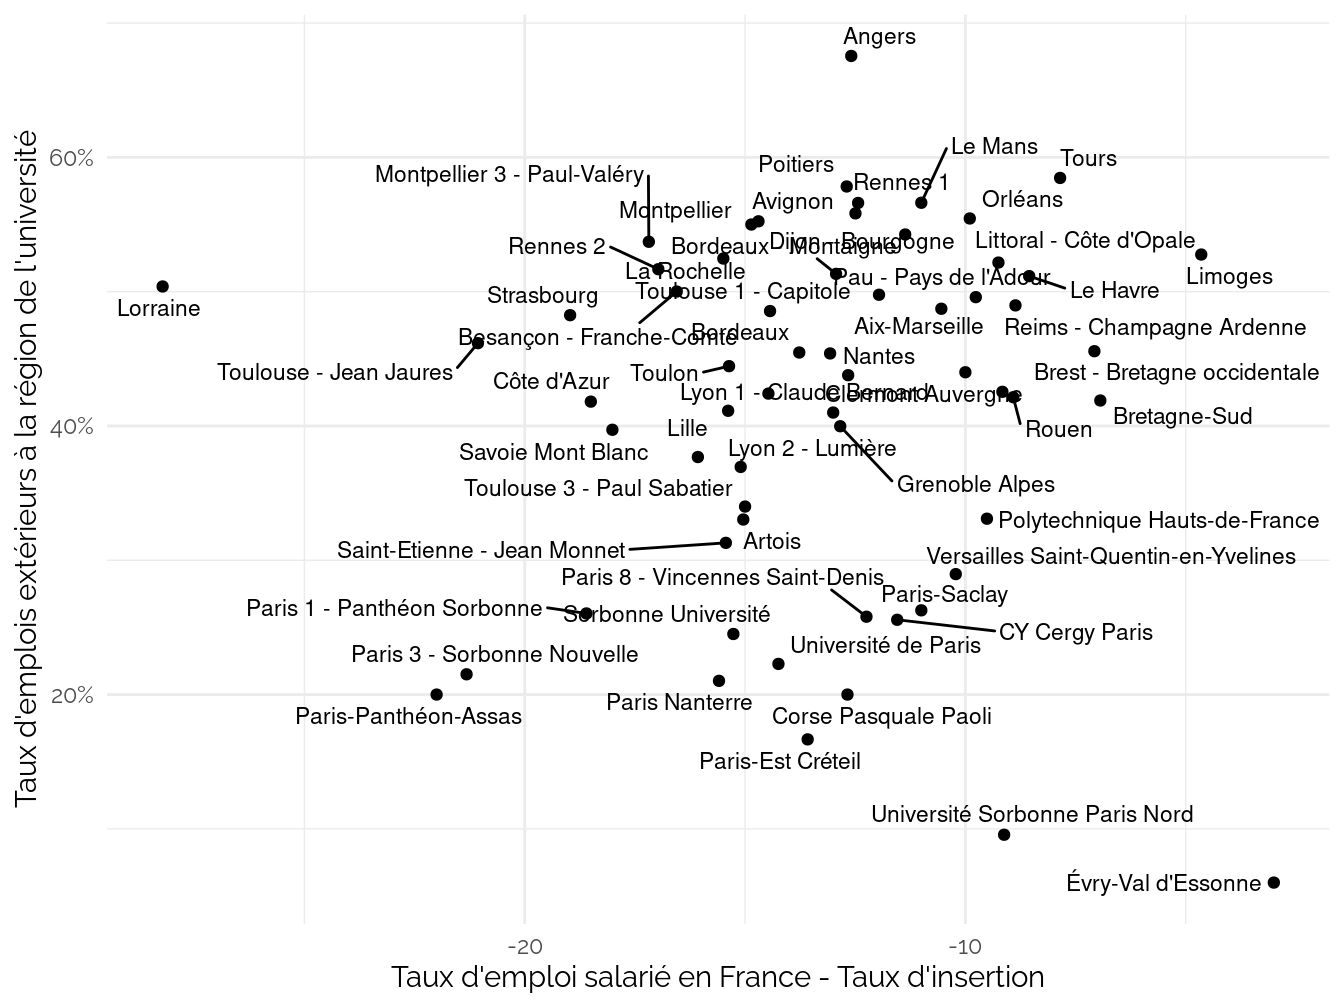 Angers
Le Mans
Tours
Poitiers
Montpellier 3 - Paul-Valéry
Rennes 1
Orléans
Avignon
Montpellier
Dijon - Bourgogne
Littoral - Côte d'Opale
Rennes 2
Bordeaux Montaigne
La Rochelle
Pau - Pays de l'Adour
Limoges
Toulouse 1 - Capitole
Le Havre
Strasbourg
Lorraine
Aix-Marseille
Reims - Champagne Ardenne
Bordeaux
Besançon - Franche-Comté
Nantes
Toulouse - Jean Jaures
Toulon
Brest - Bretagne occidentale
Côte d'Azur
Lyon 1 - Claude Bernard
Clermont Auvergne
Bretagne-Sud
Lille
Rouen
Savoie Mont Blanc
Lyon 2 - Lumière
Toulouse 3 - Paul Sabatier
Grenoble Alpes
Polytechnique Hauts-de-France
Artois
Saint-Etienne - Jean Monnet
Versailles Saint-Quentin-en-Yvelines
Paris 8 - Vincennes Saint-Denis
Paris-Saclay
Paris 1 - Panthéon Sorbonne
Sorbonne Université
CY Cergy Paris
Université de Paris
Paris 3 - Sorbonne Nouvelle
Paris Nanterre
Paris-Panthéon-Assas
Corse Pasquale Paoli
Paris-Est Créteil
Université Sorbonne Paris Nord
Évry-Val d'Essonne
60%
40%
20%
-20
-10
Taux d'emploi salarié en France - Taux d'insertion
Taux d'emplois extérieurs à la région de l'université